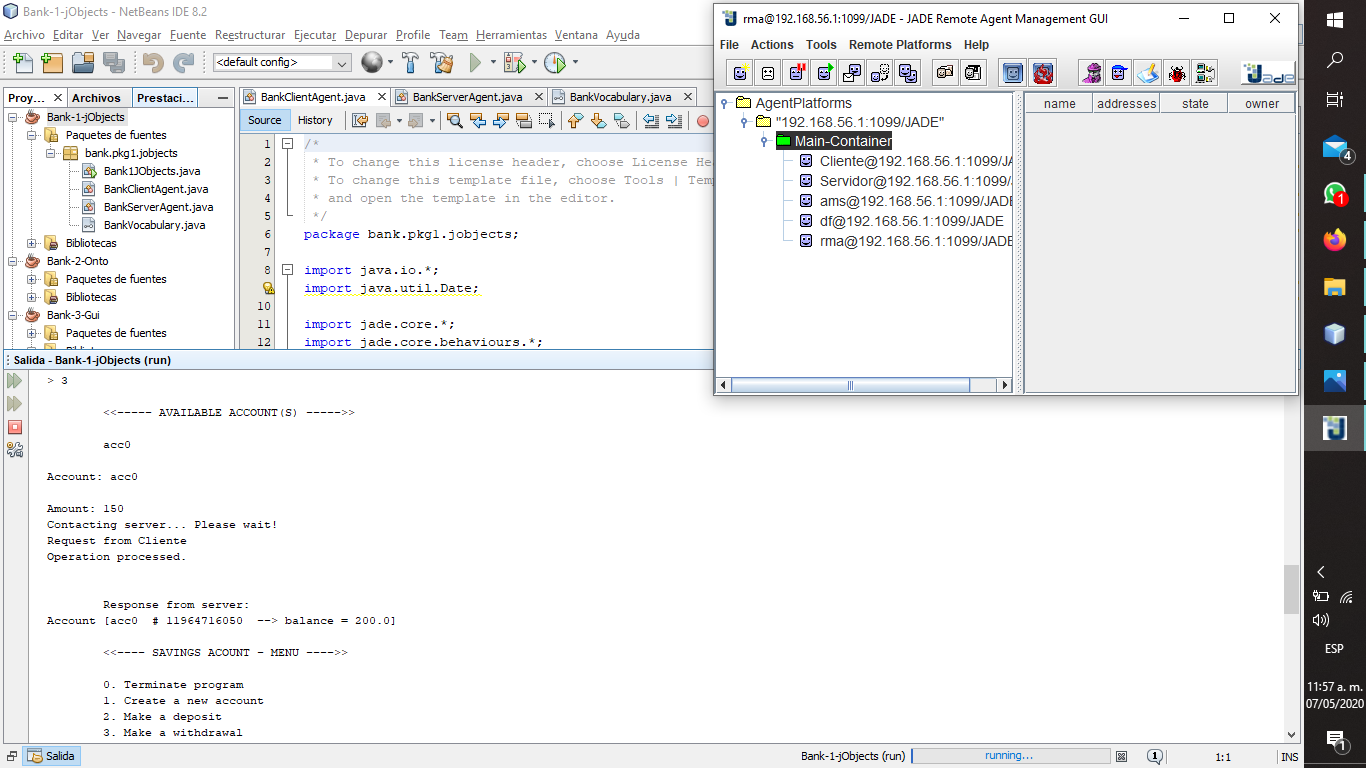 Bank-1-jObjects - NetBeans IDE 8.2
Archivo Editar Ver Navegar Fuente Reestructurar Ejecutar Depurar Profile Team Herramientas Ventana Ayuda
<default config>
Proy... Archivos Prestaci...
Bank-1-jObjects
Paquetes de fuentes
bank.pkg1.jobjects
Bank1JObjects.java
BankClientAgent.java
BankServerAgent.java
BankVocabulary.java
Bibliotecas
Bank-2-Onto
Paquetes de fuentes
Bibliotecas
Bank-3-Gui
Paquetes de fuentes
BankClientAgent.java BankServerAgent.java BankVocabulary.java
Source History
1 /*
2 * To change this license header, choose License He
3 * To change this template file, choose Tools | Temp
4 * and open the template in the editor.
5 */
6 package bank.pkg1.jobjects;
7
8 import java.io.*;
import java.util.Date;
10
11 import jade.core.*;
12 import jade.core.behaviours.*;
rma@192.168.56.1:1099/JADE - JADE Remote Agent Management GUI
File Actions Tools Remote Platforms Help
Jade
AgentPlatforms
"192.168.56.1:1099/JADE"
Main-Container
Cliente@192.168.56.1:1099/JA
Servidor@192.168.56.1:1099/
ams@192.168.56.1:1099/JADE
df@192.168.56.1:1099/JADE
rma@192.168.56.1:1099/JADE
name addresses state owner
Salida - Bank-1-jObjects (run)
> 3
<<----- AVAILABLE ACCOUNT(S) ----->>
acc0
Account: acc0
Amount: 150
Contacting server... Please wait!
Request from Cliente
Operation processed.
Response from server:
Account [acc0 # 11964716050 --> balance = 200.0]
<<---- SAVINGS ACOUNT - MENU ---->>
0. Terminate program
1. Create a new account
2. Make a deposit
3. Make a withdrawal
Salida
Bank-1-jObjects (run) running... 1 1:1 INS
4
1
ESP
11:57 a. m.
07/05/2020
1